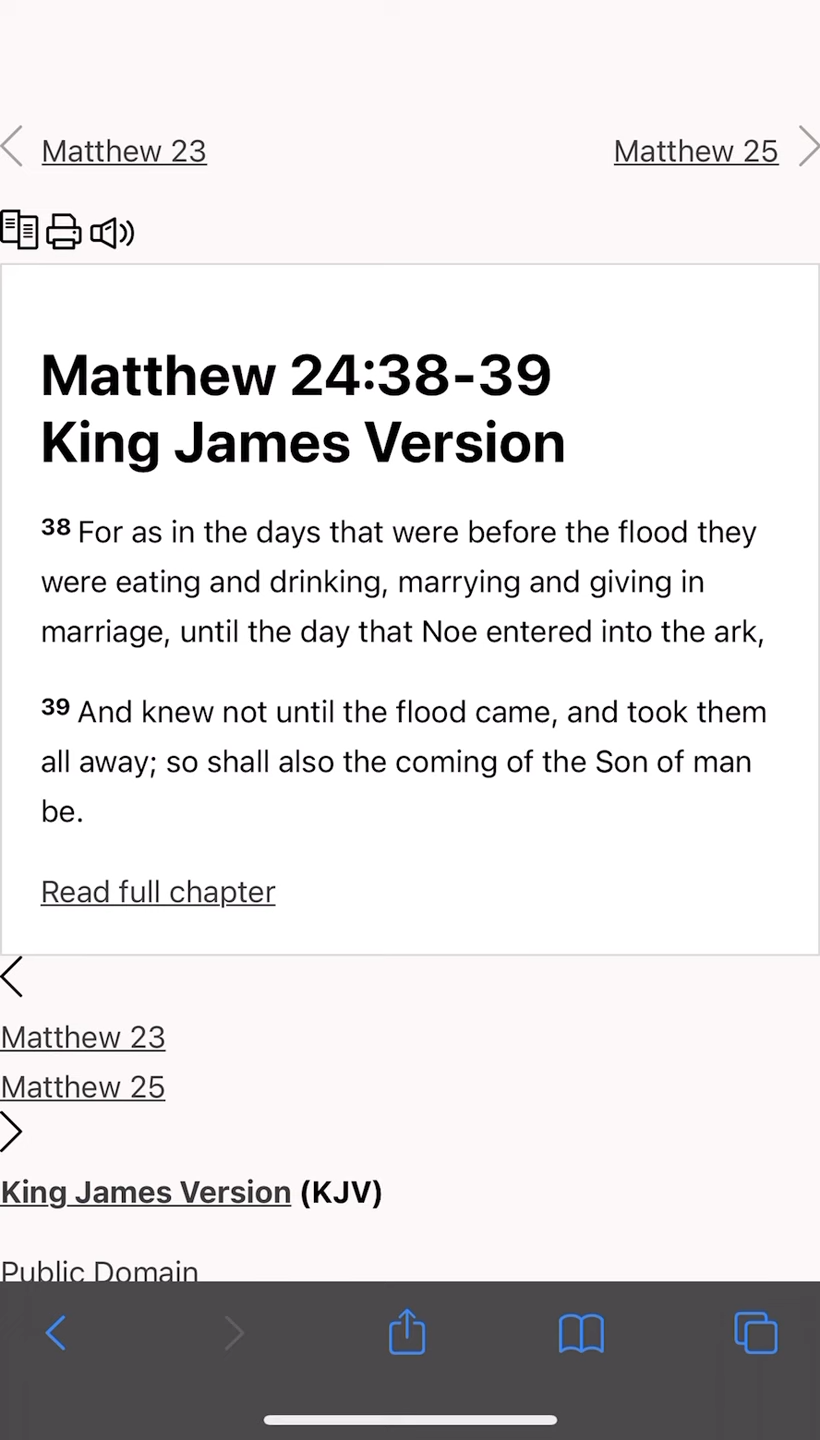 Matthew 23
Matthew 25
Matthew 24:38-39
King James Version
38 For as in the days that were before the flood they
were eating and drinking, marrying and giving in
marriage, until the day that Noe entered into the ark,
39 And knew not until the flood came, and took them
all away; so shall also the coming of the Son of man
be.
Read full chapter
Matthew 23
Matthew 25
King James Version (KJV)
Public Domain